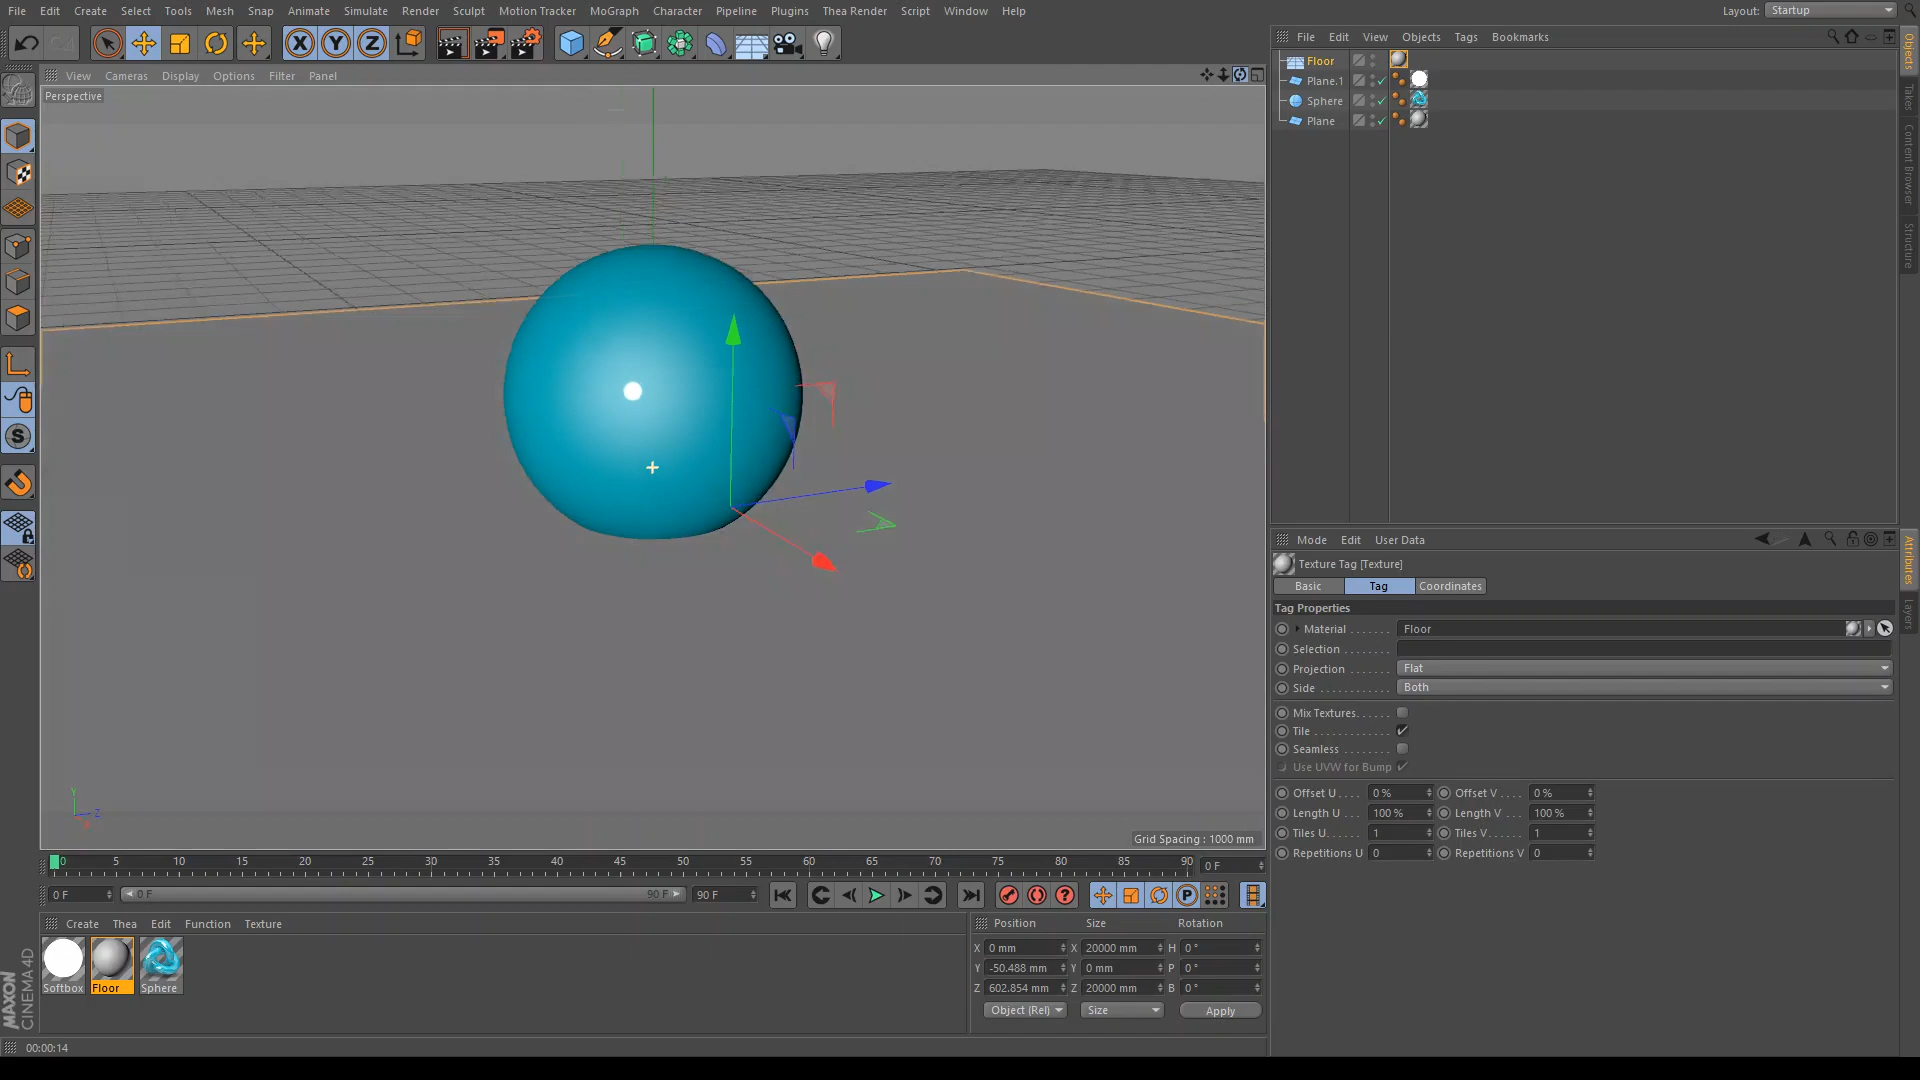 File Edit Create Select Tools Mesh Snap Animate Simulate Render Sculpt Motion Tracker MoGraph Character Pipeline Plugins Thea Render Script Window Help
Layout: Startup
File Edit View Objects Tags Bookmarks
Floor
Plane.1
Sphere
Plane
Objects
Takes
Content Browser
Structure
View Cameras Display Options Filter Panel
Perspective
Y
Z
Grid Spacing : 1000 mm
Mode Edit User Data
Texture Tag [Texture]
Basic Tag Coordinates
Tag Properties
Material Floor
Selection
Projection Flat
Side Both
Mix Textures
Tile
Seamless
Use UVW for Bump
Offset U 0 % Offset V 0 %
Length U 100 % Length V 100 %
Tiles U 1 Tiles V 1
Repetitions U 0 Repetitions V 0
Attributes
Layers
0 5 10 15 20 25 30 35 40 45 50 55 60 65 70 75 80 85 90 0 F
0 F 0 F 90 F 90 F
Create Thea Edit Function Texture
Softbox Floor Sphere
Position Size Rotation
X 0 mm X 20000 mm H 0 °
Y -50.488 mm Y 0 mm P 0 °
Z 602.854 mm Z 20000 mm B 0 °
Object (Rel) Size Apply
MAXON
CINEMA 4D
00:00:14